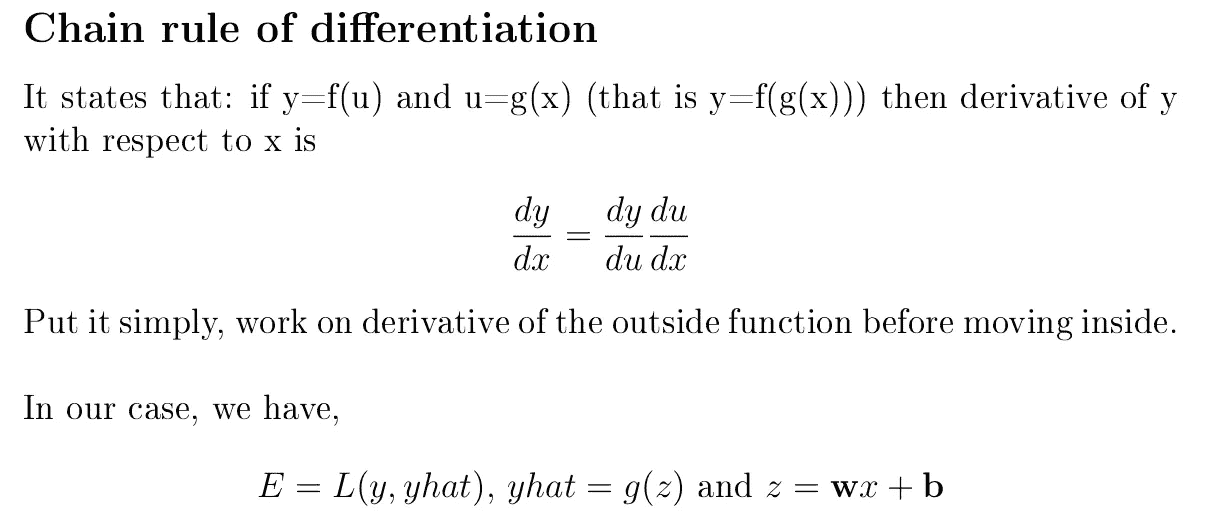 Chain rule of differentiation
It states that: if y=f(u) and u=g(x) (that is y=f(g(x))) then derivative of y
with respect to x is
dy/dx = dy/du du/dx
Put it simply, work on derivative of the outside function before moving inside.
In our case, we have,
E = L(y, yhat), yhat = g(z) and z = wx + b